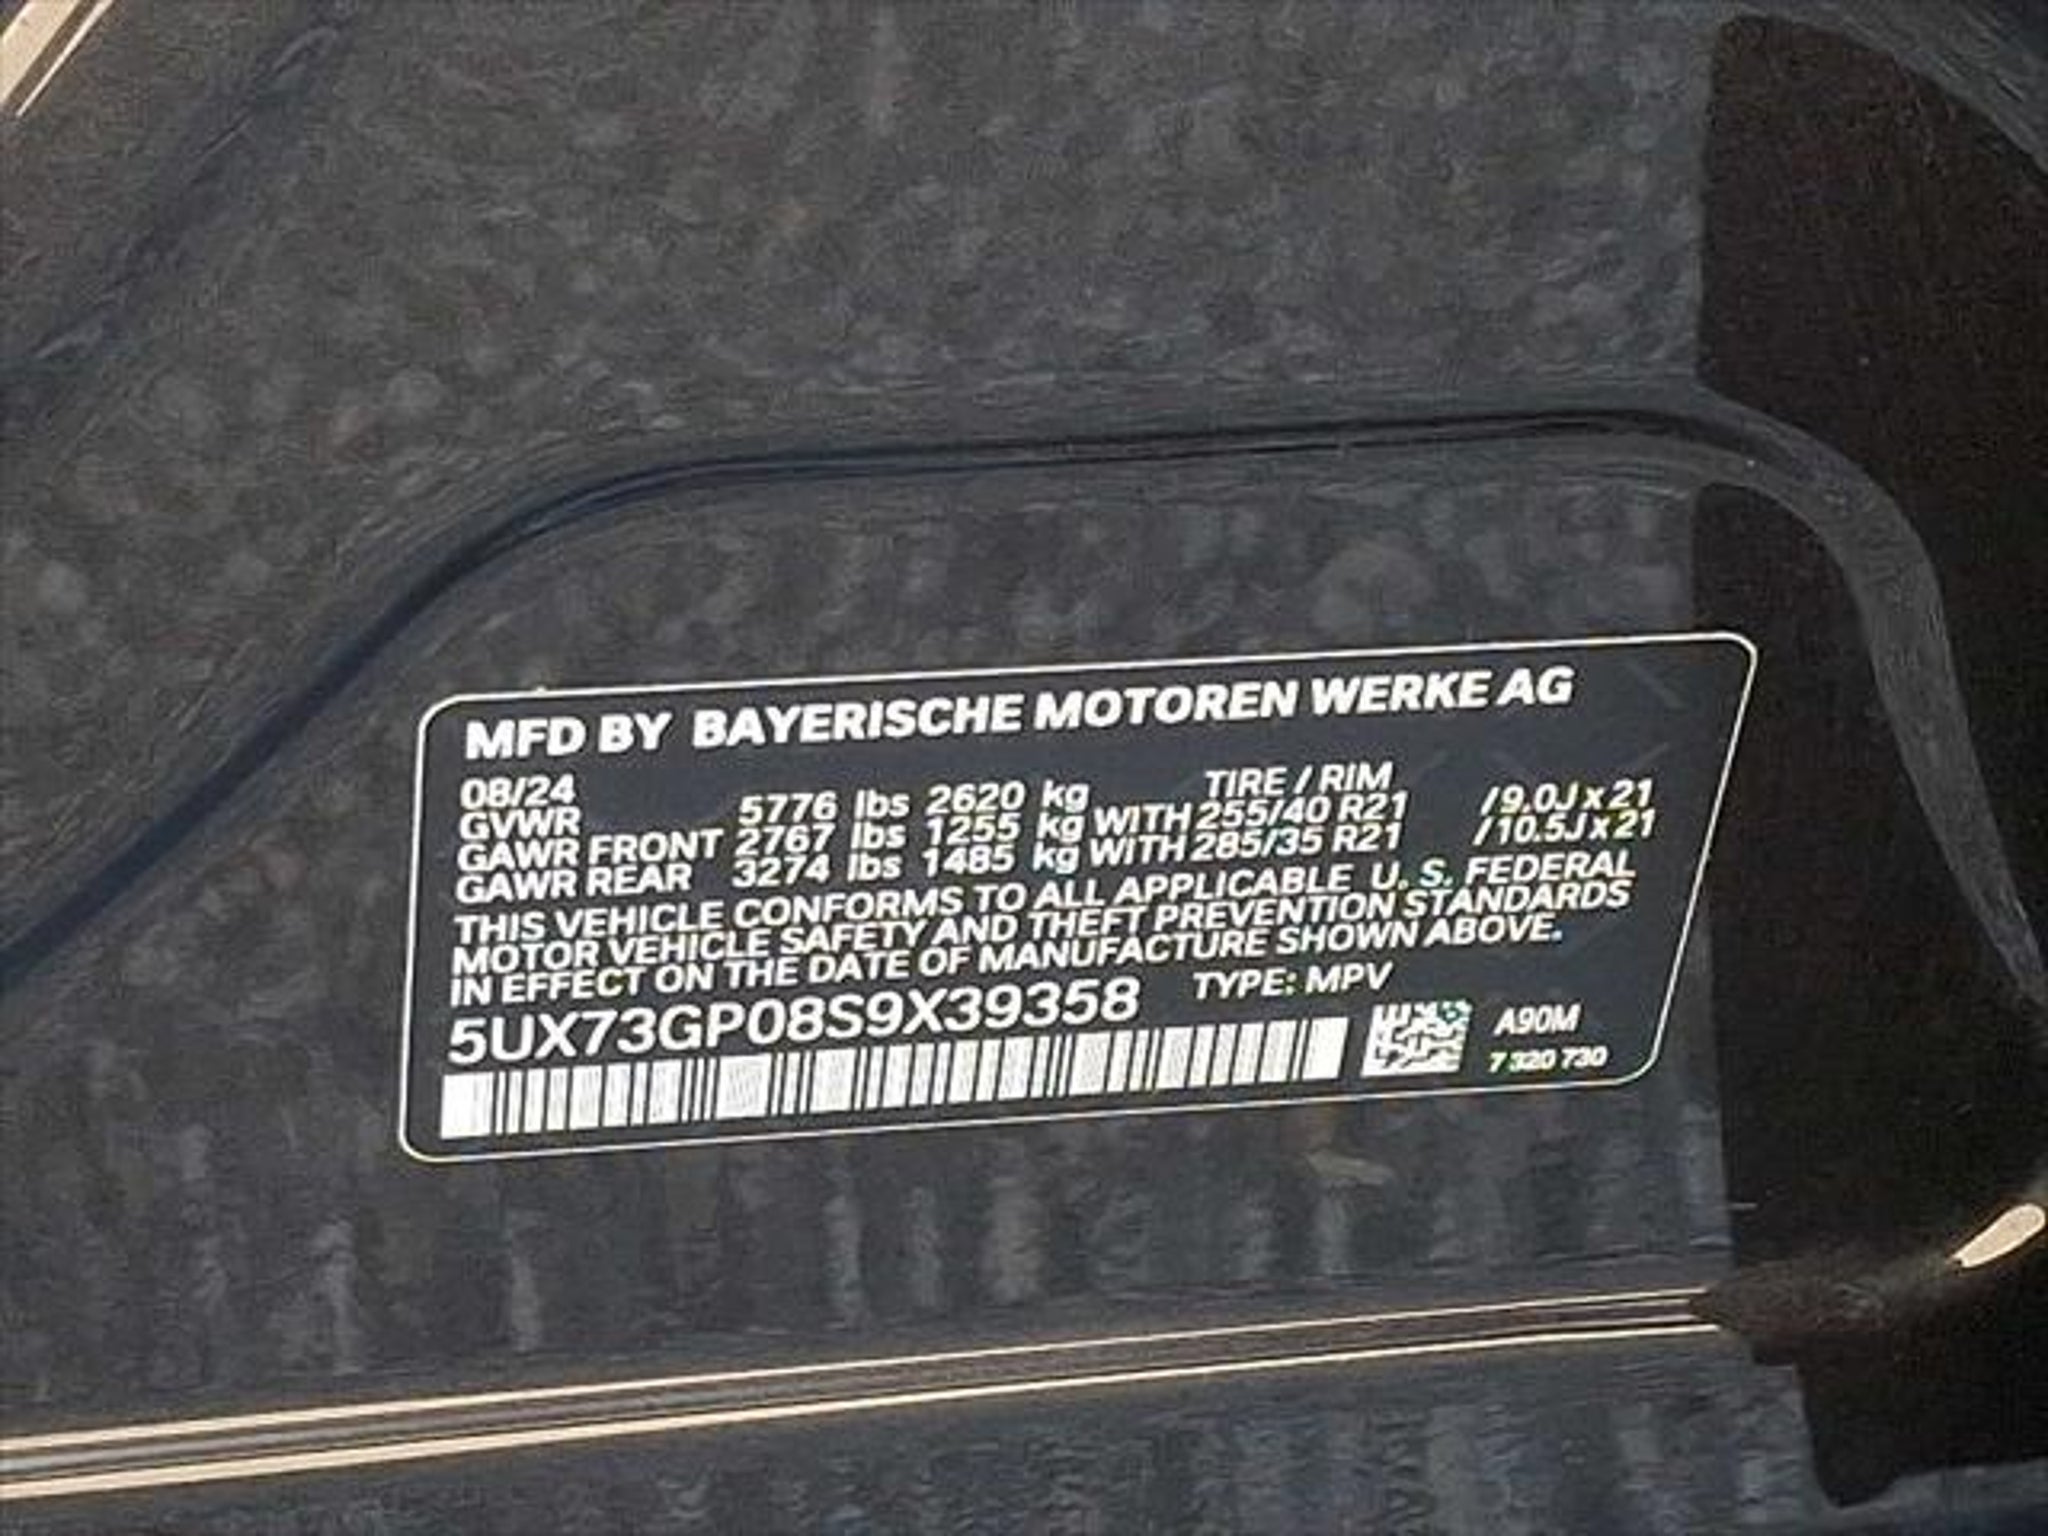 MFD BY BAYERISCHE MOTOREN WERKE AG
08/24 TIRE / RIM
GVWR 5776 lbs 2620 kg
GAWR FRONT 2767 lbs 1255 kg WITH 255/40 R21 /9.0J x 21
GAWR REAR 3274 lbs 1485 kg WITH 285/35 R21 /10.5J x 21
THIS VEHICLE CONFORMS TO ALL APPLICABLE U. S. FEDERAL
MOTOR VEHICLE SAFETY AND THEFT PREVENTION STANDARDS
IN EFFECT ON THE DATE OF MANUFACTURE SHOWN ABOVE.
5UX73GP08S9X39358 TYPE: MPV
A90M
7 320 730